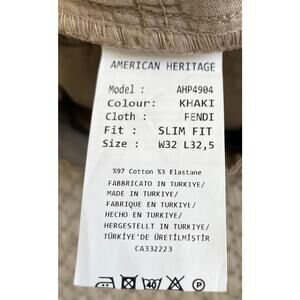 AMERICAN HERITAGE
Model : AHP4904
Colour: KHAKI
Cloth : FENDI
Fit : SLIM FIT
Size : W32 L32,5
%97 Cotton %3 Elastane
FABBRICATO IN TURKIYE/
MADE IN TURKIYE/
FABRIQUE EN TURKIYE/
HECHO EN TURKIYE/
HERGESTELLT IN TURKIYE/
TÜRKİYE'DE ÜRETİLMİŞTİR
CA332223
40 P